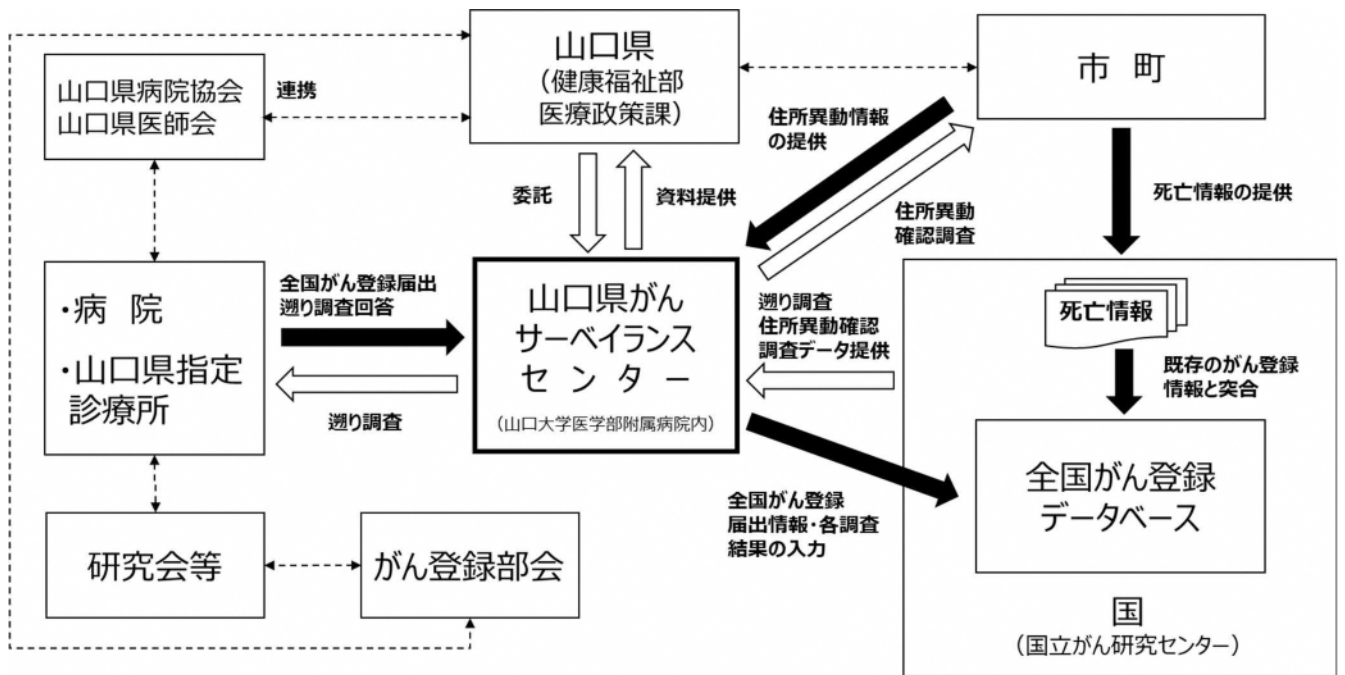 山口県
（健康福祉部
医療政策課）
市 町
山口県病院協会
山口県医師会
連携
住所異動情報
の提供
委託
資料提供
住所異動
確認調査
死亡情報の提供
・病 院
・山口県指定
診療所
全国がん登録届出
遡り調査回答
遡り調査
山口県がん
サーベイランス
センター
（山口大学医学部附属病院内）
遡り調査
住所異動確認
調査データ提供
死亡情報
既存のがん登録
情報と突合
全国がん登録
データベース
全国がん登録
届出情報・各調査
結果の入力
研究会等
がん登録部会
国
（国立がん研究センター）